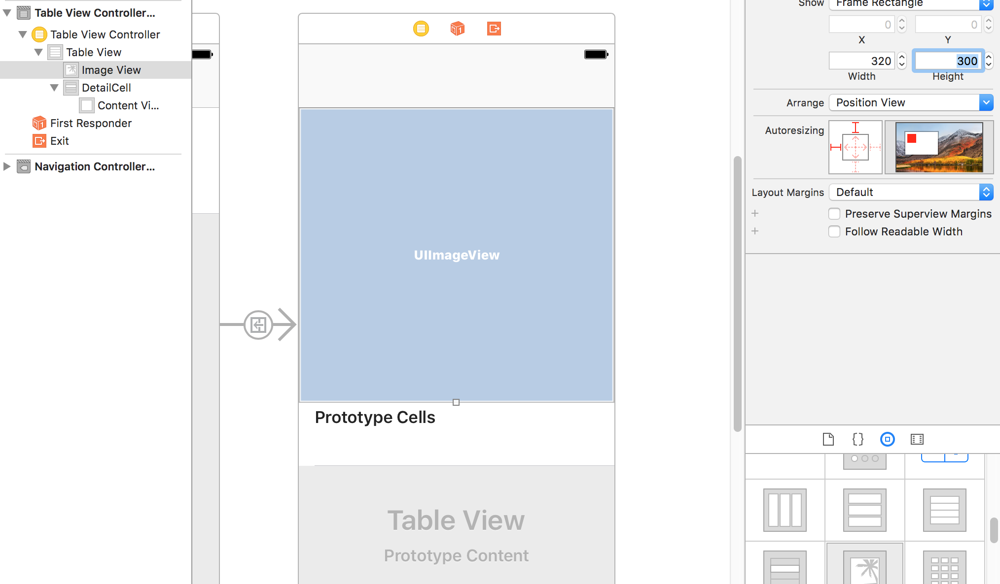 Table View Controller...
Table View Controller
Table View
Image View
DetailCell
Content Vi...
First Responder
Exit
Navigation Controller...
UIImageView
Prototype Cells
Table View
Prototype Content
Show Frame Rectangle
0 0
X Y
320 300
Width Height
Arrange Position View
Autoresizing
Layout Margins Default
Preserve Superview Margins
Follow Readable Width